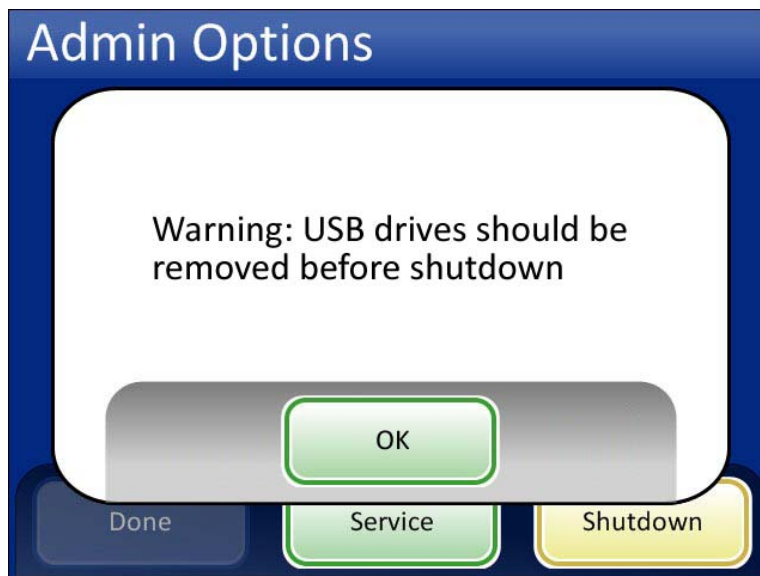 Admin Options
Warning: USB drives should be
removed before shutdown
OK
Done
Service
Shutdown